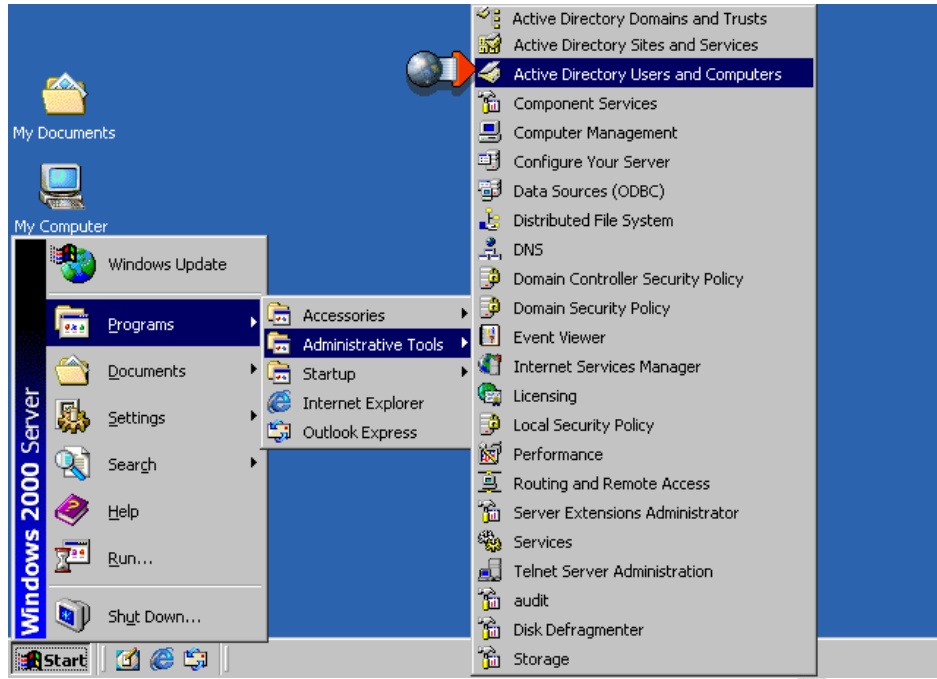 My Documents
My Computer
Windows 2000 Server
Windows Update
Programs
Documents
Settings
Search
Help
Run...
Shut Down...
Start
Accessories
Administrative Tools
Startup
Internet Explorer
Outlook Express
Active Directory Domains and Trusts
Active Directory Sites and Services
Active Directory Users and Computers
Component Services
Computer Management
Configure Your Server
Data Sources (ODBC)
Distributed File System
DNS
Domain Controller Security Policy
Domain Security Policy
Event Viewer
Internet Services Manager
Licensing
Local Security Policy
Performance
Routing and Remote Access
Server Extensions Administrator
Services
Telnet Server Administration
audit
Disk Defragmenter
Storage